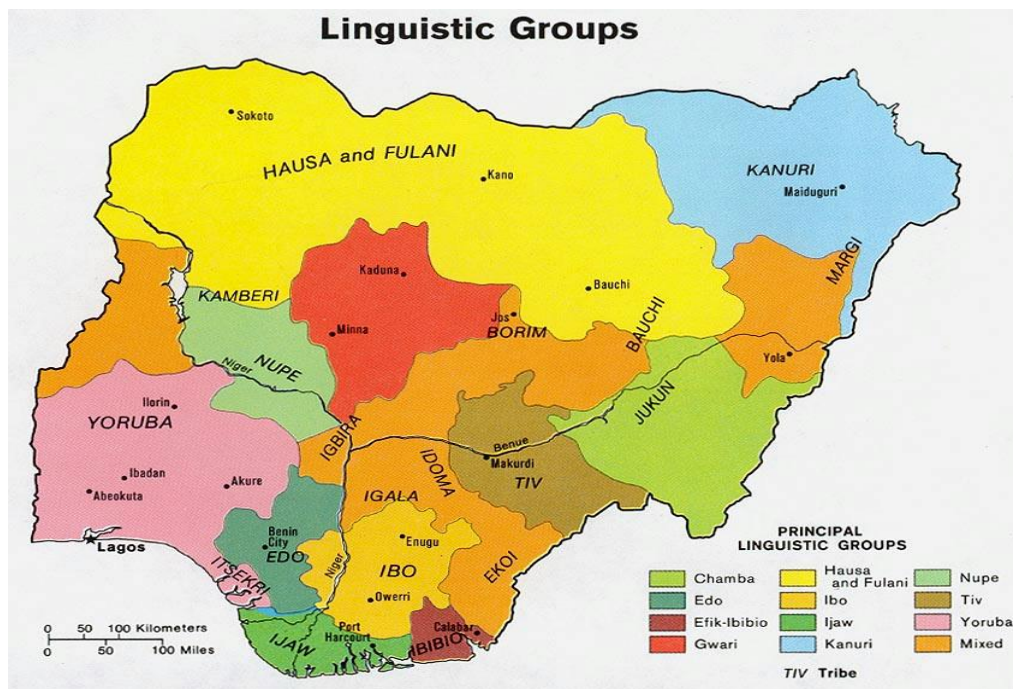 Linguistic Groups
Sokoto
HAUSA and FULANI
Kano
KANURI
Maiduguri
Kaduna
MARGI
KAMBERI
Bauchi
Jos
BORIM
BAUCHI
Minna
Yola
Niger
NUPE
Ilorin
YORUBA
JUKUN
IGBIRA
Benue
Makurdi
IDOMA
TIV
Ibadan
Abeokuta
Akure
IGALA
Lagos
Benin
City
EDO
Enugu
Niger
IBO
EKOI
ITSEKRI
Owerri
Port
Harcourt
IJAW
Calabar
IBIBIO
0 50 100 Kilometers
0 50 100 Miles
PRINCIPAL
LINGUISTIC GROUPS
Chamba
Edo
Efik-Ibibio
Gwari
Hausa
and Fulani
Ibo
Ijaw
Kanuri
Nupe
Tiv
Yoruba
Mixed
TIV Tribe